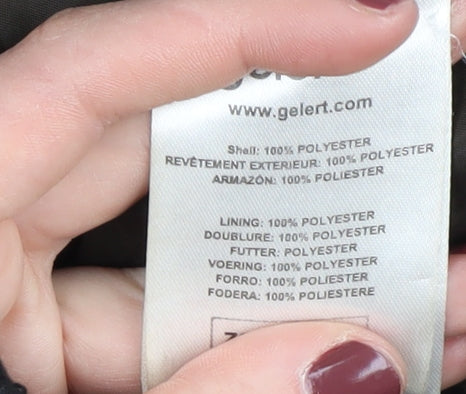 www.gelert.com
Shell: 100% POLYESTER
REVÊTEMENT EXTERIEUR: 100% POLYESTER
ARMAZÓN: 100% POLIESTER
LINING: 100% POLYESTER
DOUBLURE: 100% POLYESTER
FUTTER: POLYESTER
VOERING: 100% POLYESTER
FORRO: 100% POLYESTER
FODERA: 100% POLIESTERE